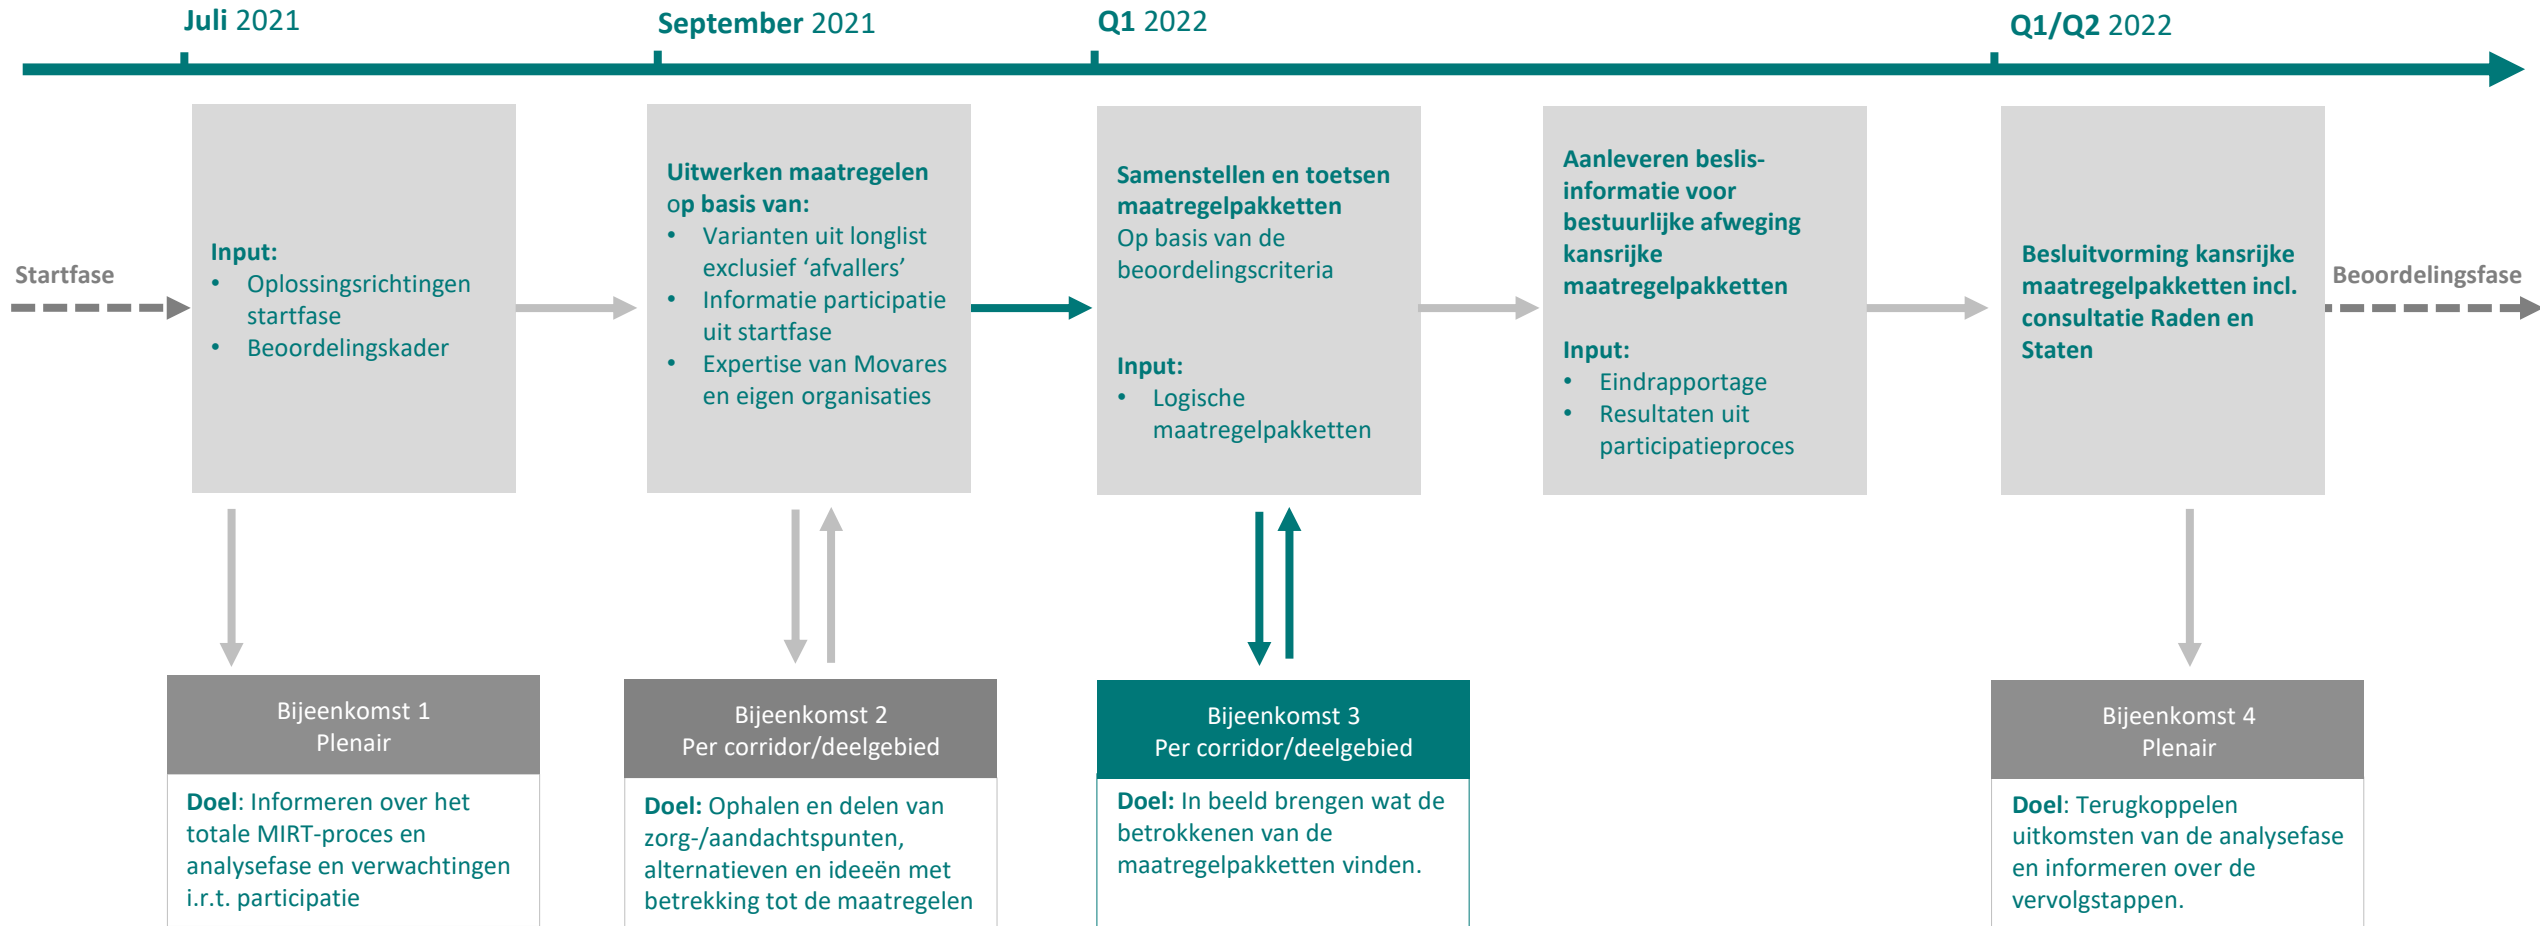 Juli 2021
September 2021
Q1 2022
Q1/Q2 2022
Startfase
Input:
• Oplossingsrichtingen
startfase
• Beoordelingskader
Uitwerken maatregelen
op basis van:
• Varianten uit longlist
exclusief ‘afvallers’
• Informatie participatie
uit startfase
• Expertise van Movares
en eigen organisaties
Samenstellen en toetsen
maatregelpakketten
Op basis van de
beoordelingscriteria
Input:
• Logische
maatregelpakketten
Aanleveren beslis-
informatie voor
bestuurlijke afweging
kansrijke
maatregelpakketten
Input:
• Eindrapportage
• Resultaten uit
participatieproces
Besluitvorming kansrijke
maatregelpakketten incl.
consultatie Raden en
Staten
Beoordelingsfase
Bijeenkomst 1
Plenair
Doel: Informeren over het
totale MIRT-proces en
analysefase en verwachtingen
i.r.t. participatie
Bijeenkomst 2
Per corridor/deelgebied
Doel: Ophalen en delen van
zorg-/aandachtspunten,
alternatieven en ideeën met
betrekking tot de maatregelen
Bijeenkomst 3
Per corridor/deelgebied
Doel: In beeld brengen wat de
betrokkenen van de
maatregelpakketten vinden.
Bijeenkomst 4
Plenair
Doel: Terugkoppelen
uitkomsten van de analysefase
en informeren over de
vervolgstappen.